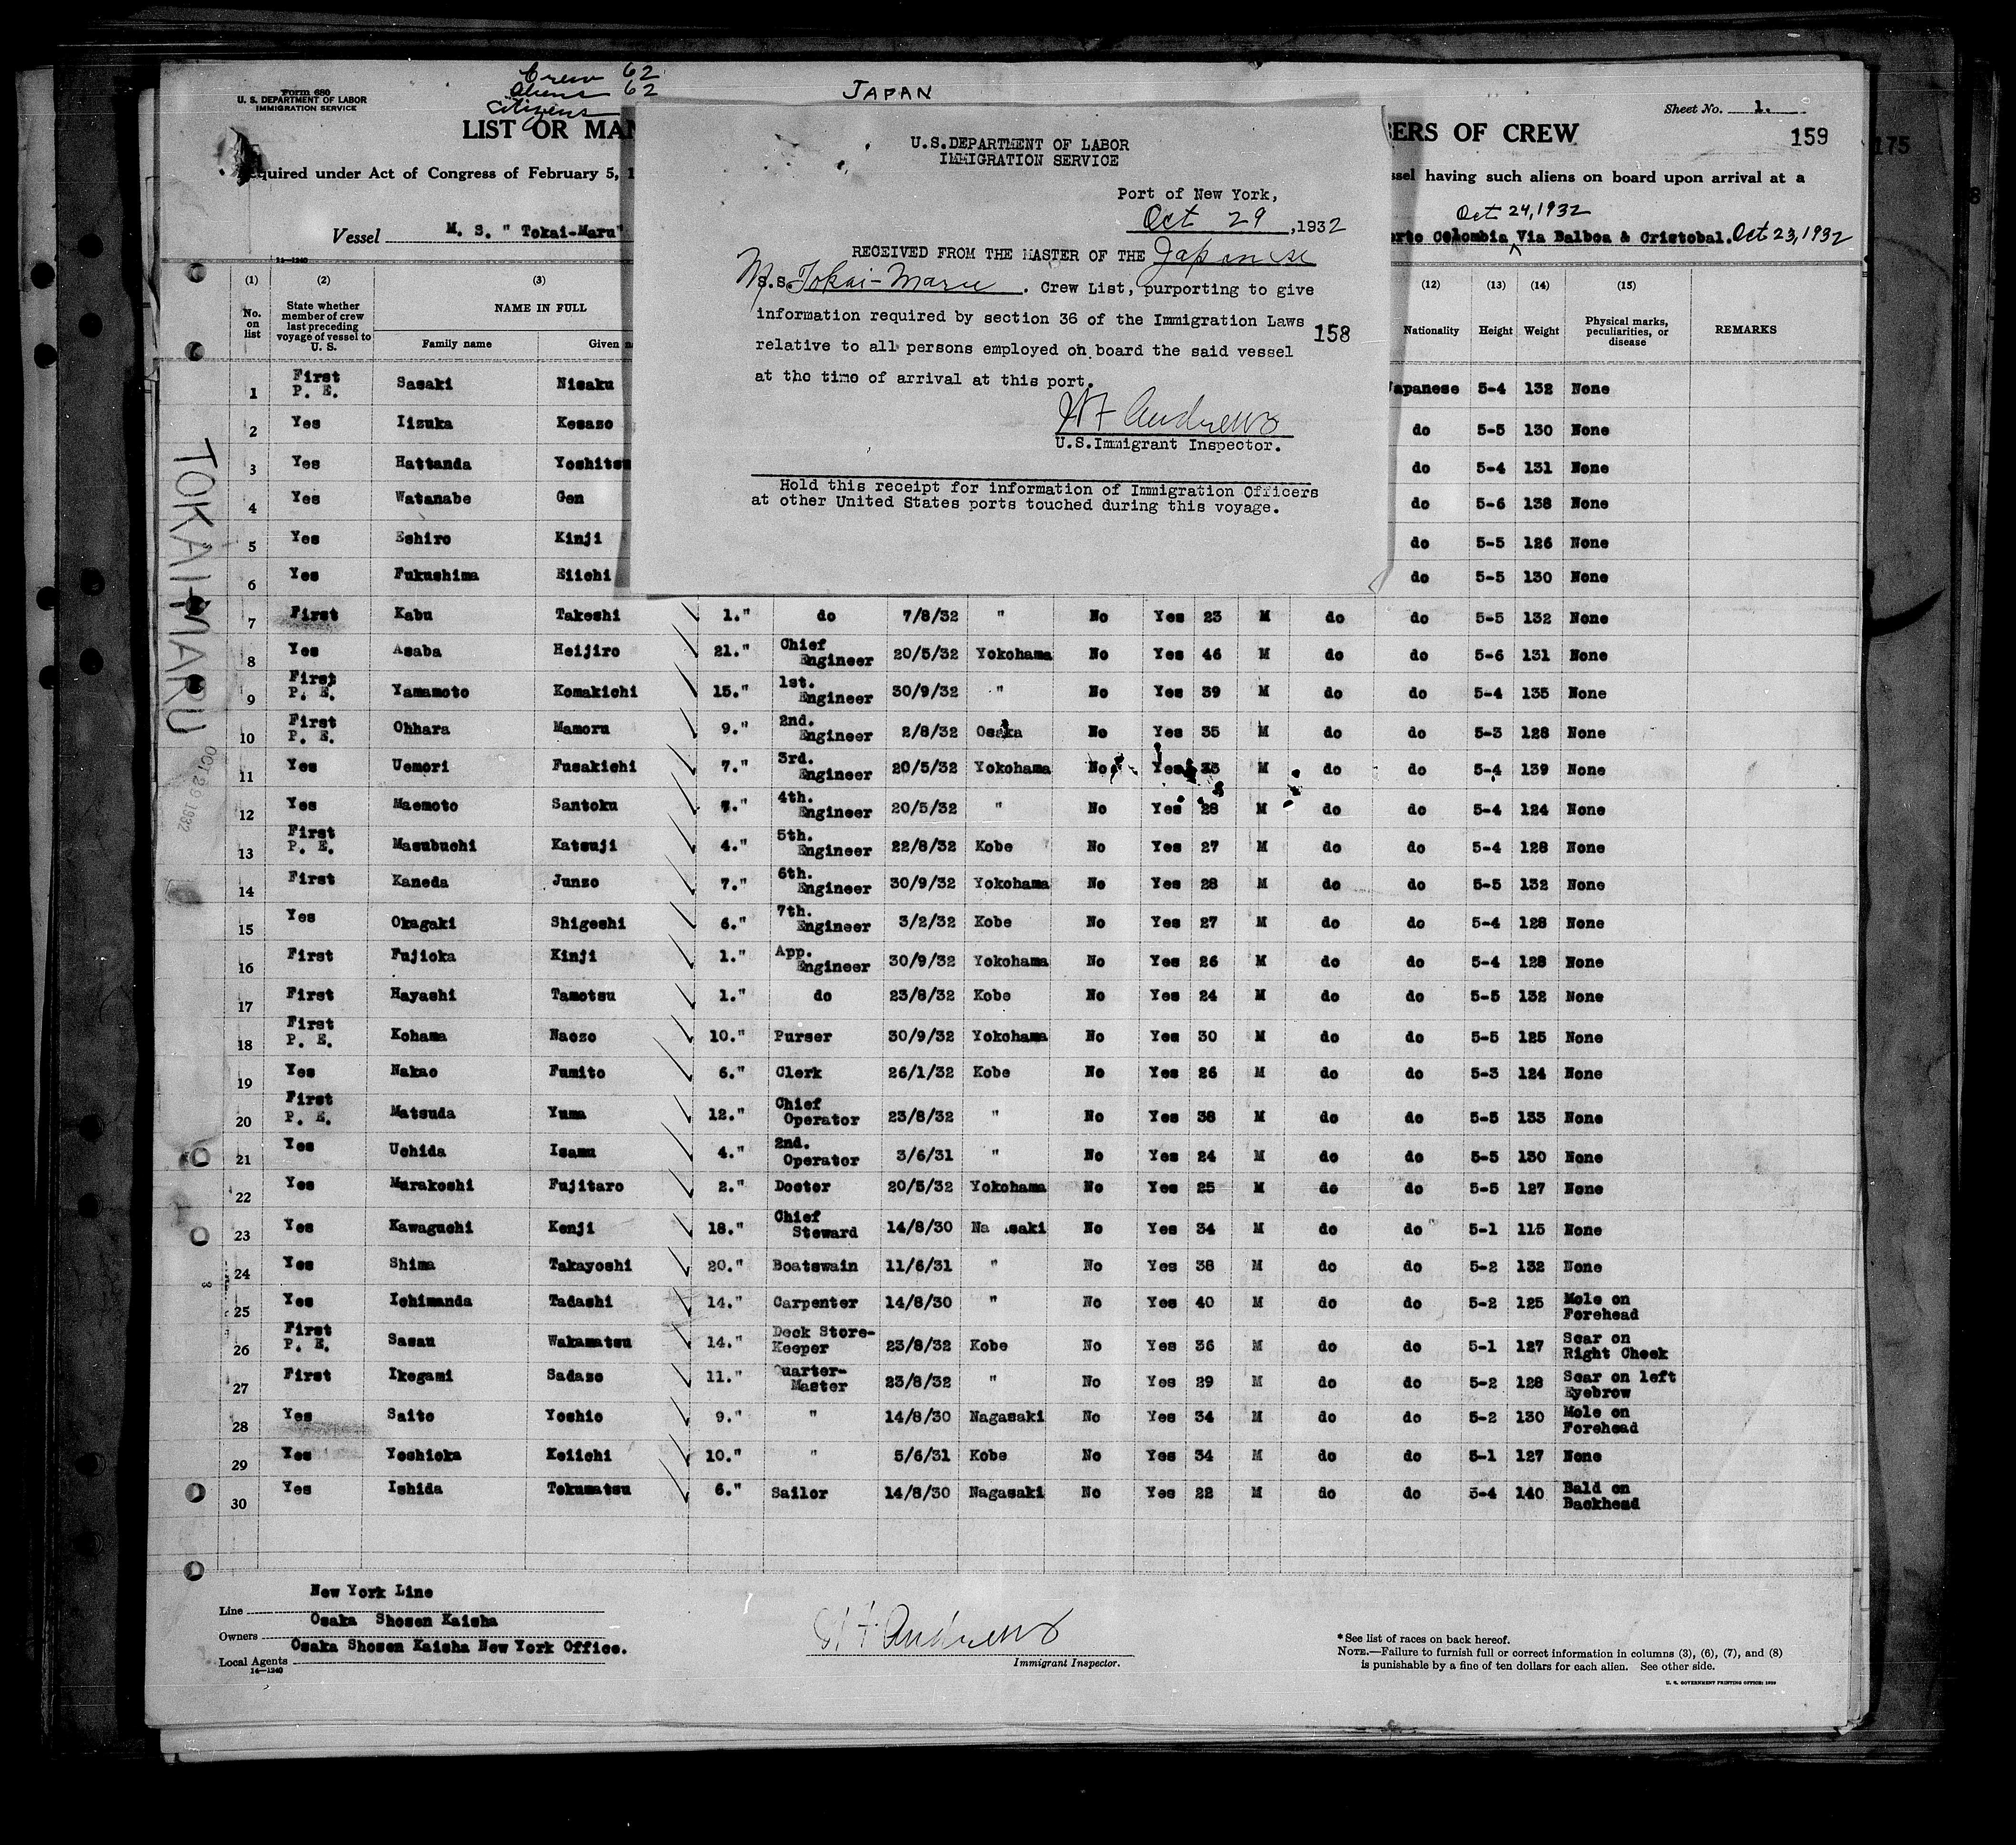 Crew 62
Aliens 62
Citizens
JAPAN
Form 680
U. S. DEPARTMENT OF LABOR
IMMIGRATION SERVICE
Sheet No. 1.
LIST OR MAN
BERS OF CREW
159
175
quired under Act of Congress of February 5, 1
ssel having such aliens on board upon arrival at a
Oct 24, 1932
Vessel M. S. " Tokai-Maru"
orto Colombia Via Balboa & Cristobal. Oct 23, 1932
U.S.DEPARTMENT OF LABOR
IMMIGRATION SERVICE
Port of New York,
Oct 29, 1932
RECEIVED FROM THE MASTER OF THE Japanese
M.S. Tokai-Maru. Crew List, purporting to give
information required by section 36 of the Immigration Laws
158
relative to all persons employed on board the said vessel
at the time of arrival at this port.
W F Andrews
U.S.Immigrant Inspector.
Hold this receipt for information of Immigration Officers
at other United States ports touched during this voyage.
14—1240
(1) (2) (3) (12) (13) (14) (15)
No. on list
State whether member of crew last preceding voyage of vessel to U. S.
NAME IN FULL
Family name Given n
Nationality Height Weight
Physical marks, peculiarities, or disease
REMARKS
1 First P. E. Sasaki Nisaku Japanese 5-4 132 None
2 Yes Iizuka Kesazo do 5-5 130 None
3 Yes Hattanda Yoshitsu do 5-4 131 None
4 Yes Watanabe Gen do 5-6 138 None
5 Yes Eshiro Kinji do 5-5 126 None
6 Yes Fukushima Eiichi do 5-5 130 None
7 First Kabu Takeshi 1." do 7/8/32 " No Yes 23 M do do 5-5 132 None
8 Yes Asaba Heijiro 21." Chief Engineer 20/5/32 Yokohama No Yes 46 M do do 5-6 131 None
9 First P. E. Yamamoto Komakichi 15." 1st. Engineer 30/9/32 " No Yes 39 M do do 5-4 135 None
10 First P. E. Ohhara Mamoru 9." 2nd. Engineer 2/8/32 Osaka No Yes 35 M do do 5-3 128 None
11 Yes Uemori Fusakichi 7." 3rd. Engineer 20/5/32 Yokohama No Yes 33 M do do 5-4 139 None
12 Yes Maemoto Santoku 7." 4th. Engineer 20/5/32 " No Yes 28 M do do 5-4 124 None
13 First P. E. Masubuchi Katsuji 4." 5th. Engineer 22/8/32 Kobe No Yes 27 M do do 5-4 128 None
14 First Kaneda Junzo 7." 6th. Engineer 30/9/32 Yokohama No Yes 28 M do do 5-5 132 None
15 Yes Okagaki Shigeshi 6." 7th. Engineer 3/2/32 Kobe No Yes 27 M do do 5-4 128 None
16 First Fujioka Kinji 1." App. Engineer 30/9/32 Yokohama No Yes 26 M do do 5-4 128 None
17 First Hayashi Tamotsu 1." do 23/8/32 Kobe No Yes 24 M do do 5-5 132 None
18 First P. E. Kohama Naozo 10." Purser 30/9/32 Yokohama No Yes 30 M do do 5-5 125 None
19 Yes Nakao Fumito 6." Clerk 26/1/32 Kobe No Yes 26 M do do 5-3 124 None
20 First P. E. Matsuda Yuma 12." Chief Operator 23/8/32 " No Yes 38 M do do 5-5 133 None
21 Yes Uchida Isamu 4." 2nd. Operator 3/6/31 " No Yes 24 M do do 5-5 130 None
22 Yes Murakoshi Fujitaro 2." Doctor 20/5/32 Yokohama No Yes 25 M do do 5-5 127 None
23 Yes Kawaguchi Kenji 18." Chief Steward 14/8/30 Na saki No Yes 34 M do do 5-1 115 None
24 Yes Shima Takayoshi 20." Boatswain 11/6/31 " No Yes 38 M do do 5-2 132 None
25 Yes Ichimanda Tadashi 14." Carpenter 14/8/30 " No Yes 40 M do do 5-2 125 Mole on Forehead
26 First P. E. Sasau Wakamatsu 14." Deck Store-Keeper 23/8/32 Kobe No Yes 36 M do do 5-1 127 Scar on Right Cheek
27 First Ikegami Sadazo 11." Quarter-Master 23/8/32 " No Yes 29 M do do 5-2 128 Scar on left Eyebrow
28 Yes Saito Yoshio 9." " 14/8/30 Nagasaki No Yes 34 M do do 5-2 130 Mole on Forehead
29 Yes Yoshioka Keiichi 10." " 5/6/31 Kobe No Yes 34 M do do 5-1 127 None
30 Yes Ishida Tokumatsu 6." Sailor 14/8/30 Nagasaki No Yes 22 M do do 5-4 140 Bald on Backhead
TOKAI MARU
OCT 29 1932
Line New York Line
Owners Osaka Shosen Kaisha
Local Agents Osaka Shosen Kaisha New York Office.
14—1240
W F Andrews
Immigrant Inspector.
* See list of races on back hereof.
NOTE.—Failure to furnish full or correct information in columns (3), (6), (7), and (8)
is punishable by a fine of ten dollars for each alien. See other side.
U. S. GOVERNMENT PRINTING OFFICE: 1929